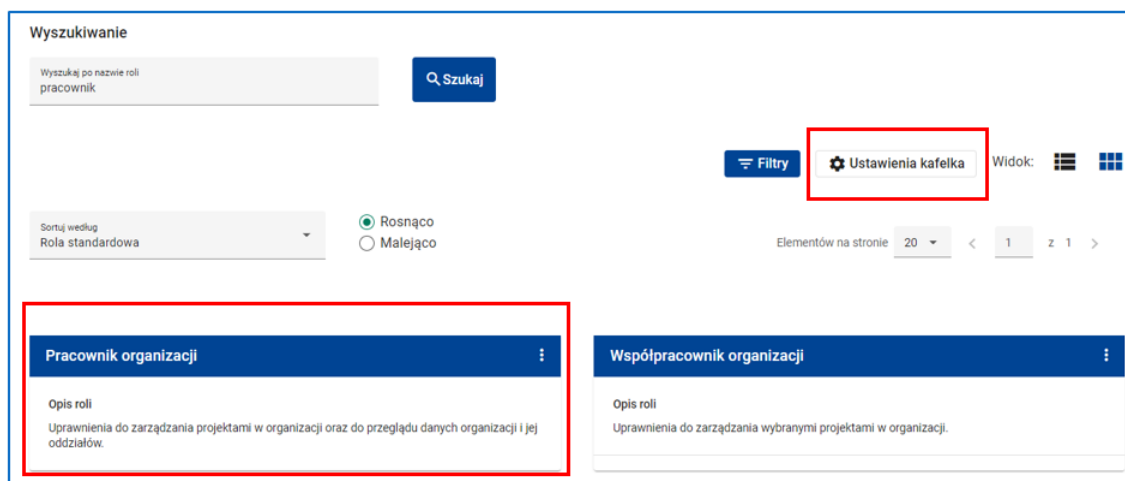 Wyszukiwanie
Wyszukaj po nazwie roli
pracownik
Szukaj
Filtry
Ustawienia kafelka
Widok:
Sortuj według
Rola standardowa
Rosnąco
Malejąco
Elementów na stronie 20 < 1 z 1 >
Pracownik organizacji
Opis roli
Uprawnienia do zarządzania projektami w organizacji oraz do przeglądu danych organizacji i jej
oddziałów.
Współpracownik organizacji
Opis roli
Uprawnienia do zarządzania wybranymi projektami w organizacji.